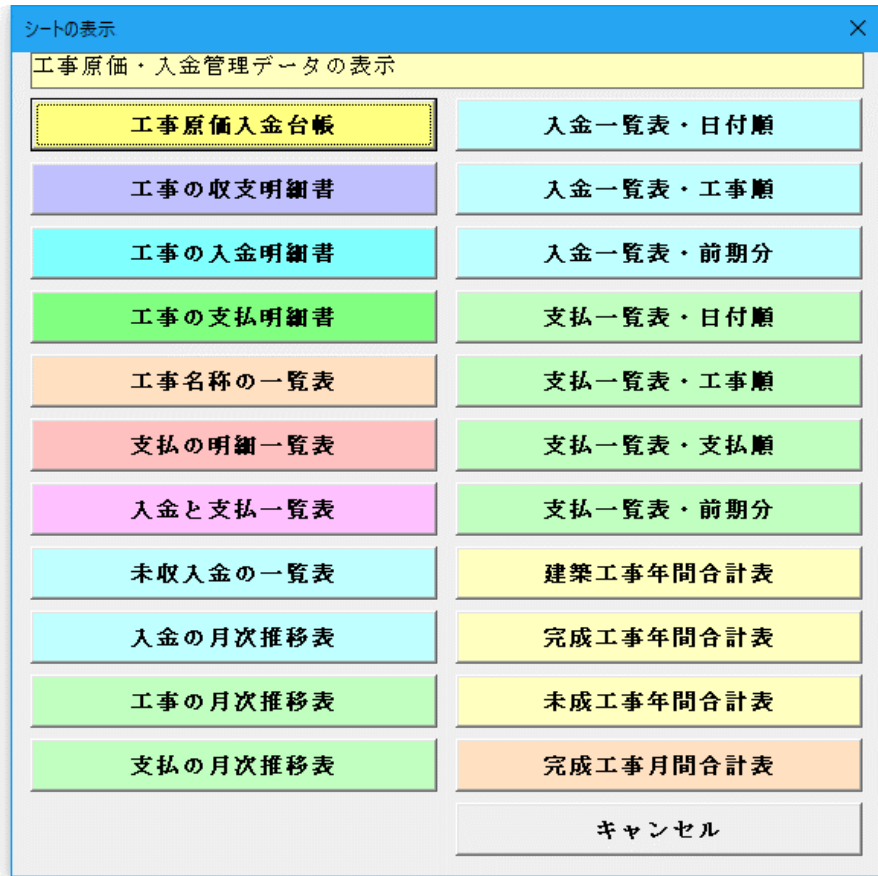 シートの表示
工事原価・入金管理データの表示
工事原価入金台帳
工事の収支明細書
工事の入金明細書
工事の支払明細書
工事名称の一覧表
支払の明細一覧表
入金と支払一覧表
未収入金の一覧表
入金の月次推移表
工事の月次推移表
支払の月次推移表
入金一覧表・日付順
入金一覧表・工事順
入金一覧表・前期分
支払一覧表・日付順
支払一覧表・工事順
支払一覧表・支払順
支払一覧表・前期分
建築工事年間合計表
完成工事年間合計表
未成工事年間合計表
完成工事月間合計表
キャンセル